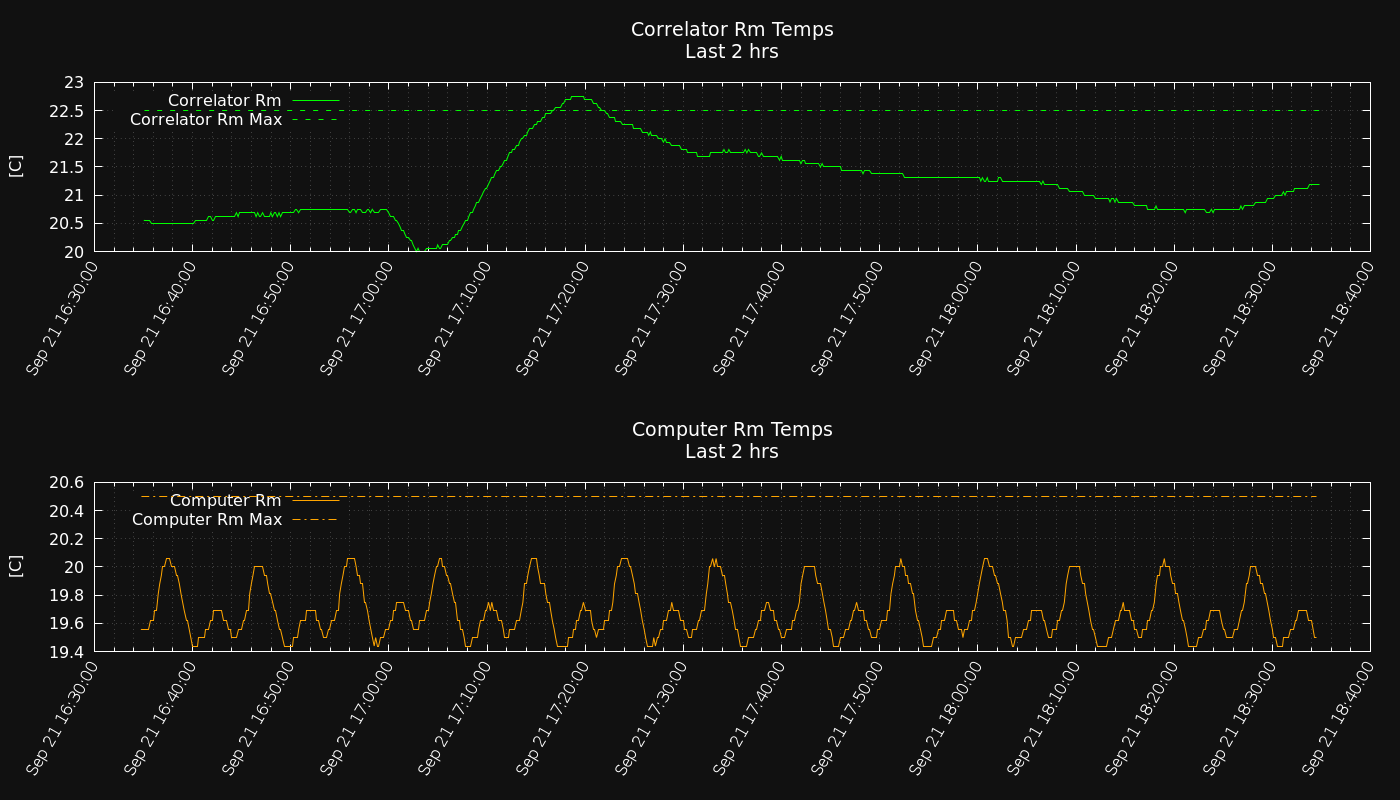 Correlator Rm Temps
Last 2 hrs
[C]
23
22.5
22
21.5
21
20.5
20
Correlator Rm
Correlator Rm Max
Sep 21 16:30:00
Sep 21 16:40:00
Sep 21 16:50:00
Sep 21 17:00:00
Sep 21 17:10:00
Sep 21 17:20:00
Sep 21 17:30:00
Sep 21 17:40:00
Sep 21 17:50:00
Sep 21 18:00:00
Sep 21 18:10:00
Sep 21 18:20:00
Sep 21 18:30:00
Sep 21 18:40:00
Computer Rm Temps
Last 2 hrs
[C]
20.6
20.4
20.2
20
19.8
19.6
19.4
Computer Rm
Computer Rm Max
Sep 21 16:30:00
Sep 21 16:40:00
Sep 21 16:50:00
Sep 21 17:00:00
Sep 21 17:10:00
Sep 21 17:20:00
Sep 21 17:30:00
Sep 21 17:40:00
Sep 21 17:50:00
Sep 21 18:00:00
Sep 21 18:10:00
Sep 21 18:20:00
Sep 21 18:30:00
Sep 21 18:40:00